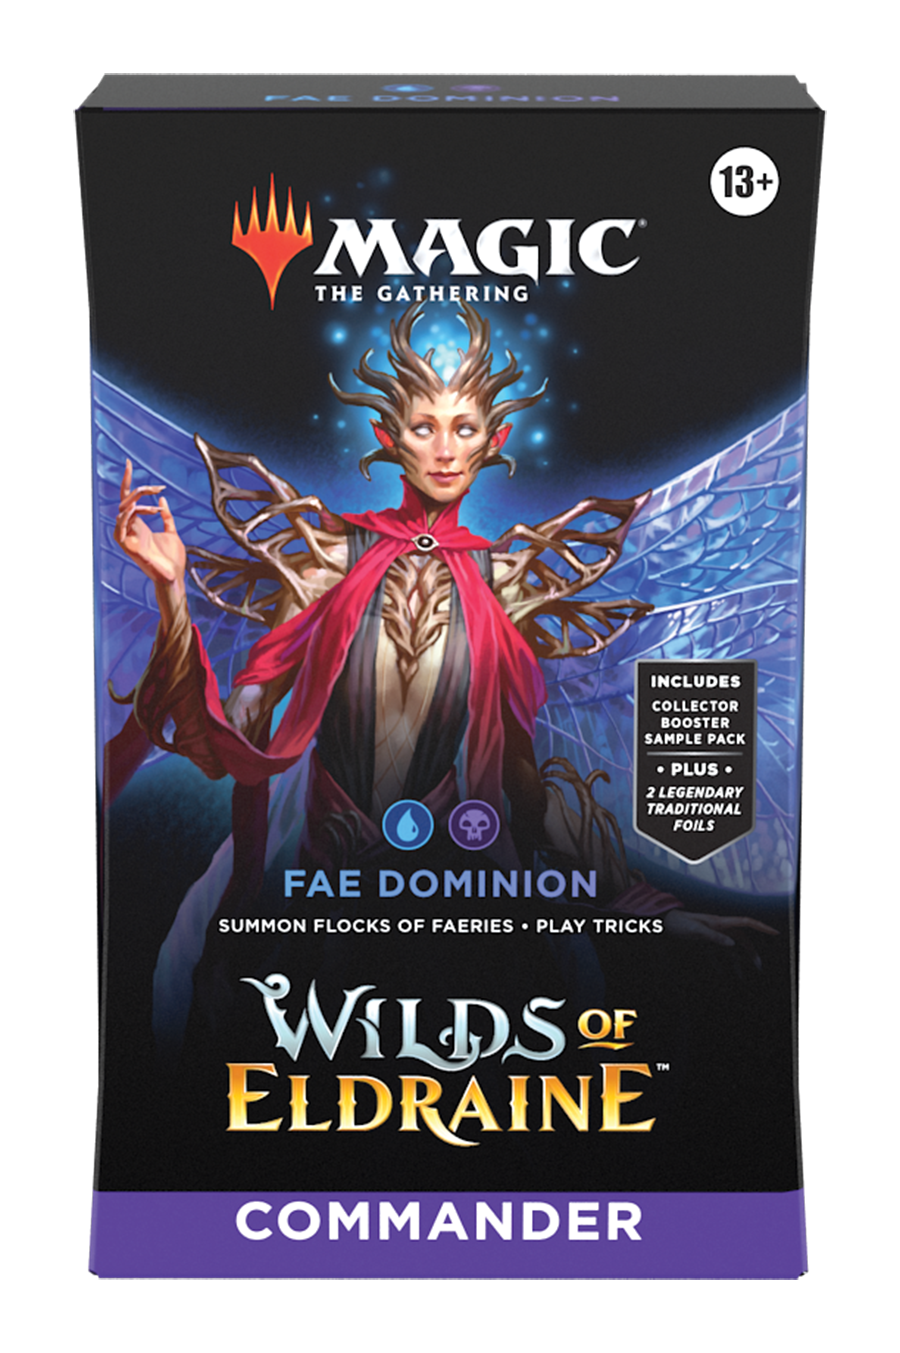 FAE DOMINION
13+
MAGIC®
THE GATHERING
INCLUDES
COLLECTOR
BOOSTER
SAMPLE PACK
• PLUS •
2 LEGENDARY
TRADITIONAL
FOILS
FAE DOMINION
SUMMON FLOCKS OF FAERIES • PLAY TRICKS
WILDS OF
ELDRAINE™
COMMANDER